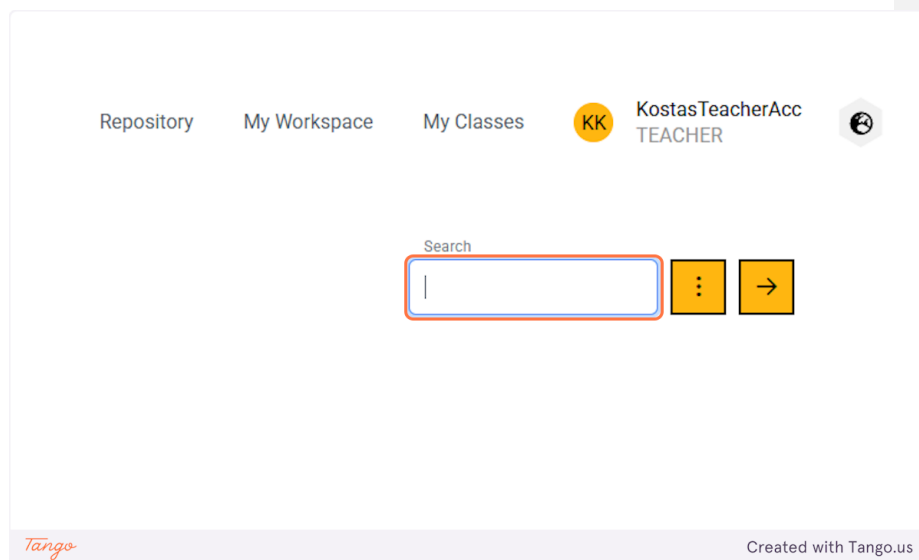 Repository My Workspace My Classes KK KostasTeacherAcc
TEACHER
Search
Tango Created with Tango.us